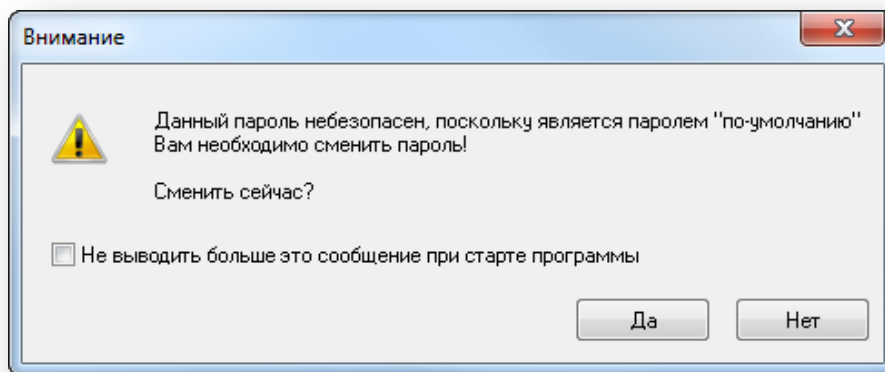 Внимание
Данный пароль небезопасен, поскольку является паролем "по-умолчанию"
Вам необходимо сменить пароль!
Сменить сейчас?
Не выводить больше это сообщение при старте программы
Да
Нет